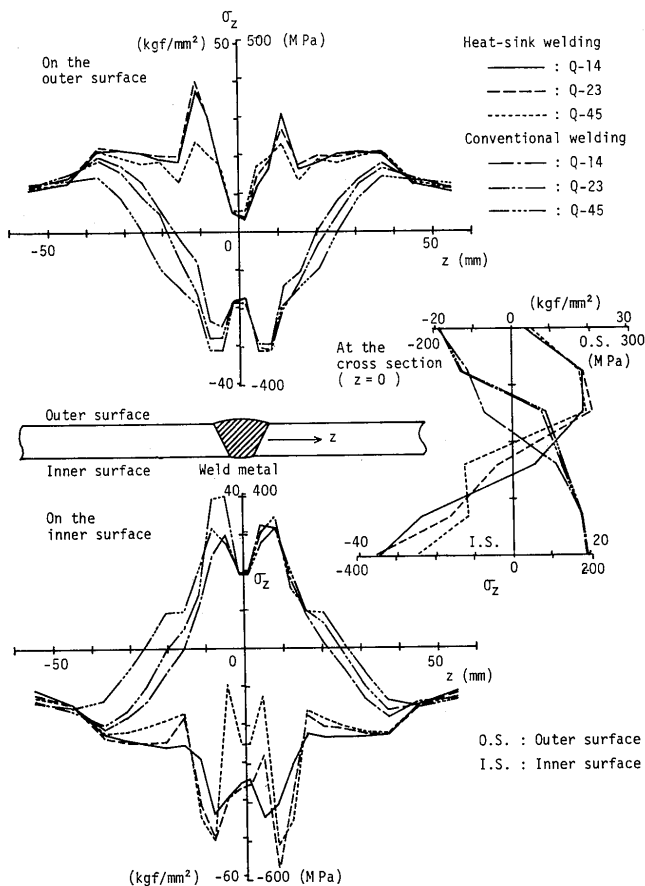 σz
(kgf/mm²) 50 500 (MPa)
On the
outer surface
Heat-sink welding
: Q-14
: Q-23
: Q-45
Conventional welding
: Q-14
: Q-23
: Q-45
-50 0 50
z (mm)
-40 -400
(kgf/mm²)
-20 0 30
-200 O.S. 300
(MPa)
At the
cross section
( z = 0 )
Outer surface
z
Inner surface Weld metal
-40 I.S. 20
-400 0 200
σz
40 400
On the
inner surface
σz
-50 0 50
z (mm)
O.S. : Outer surface
I.S. : Inner surface
(kgf/mm²) -60 -600 (MPa)